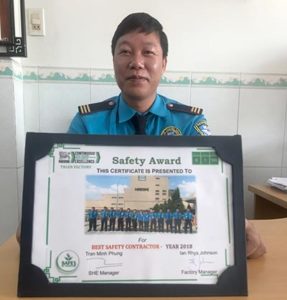 Safety Award
THIS CERTIFICATE IS PRESENTED TO
For
BEST SAFETY CONTRACTOR - YEAR 2018
Tran Minh Phung
Ian Rhys Johnson
SHE Manager
Factory Manager